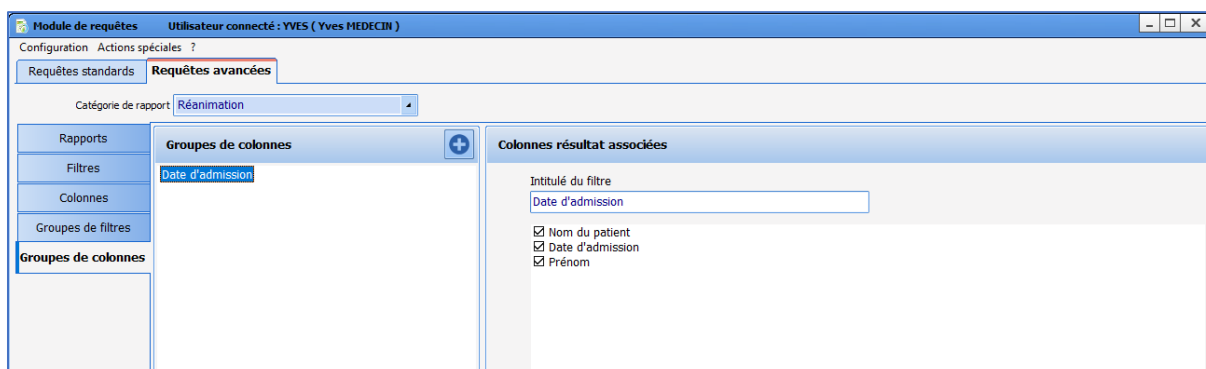 Module de requêtes Utilisateur connecté : YVES ( Yves MEDECIN )
Configuration Actions spéciales ?
Requêtes standards Requêtes avancées
Catégorie de rapport Réanimation
Rapports
Filtres
Colonnes
Groupes de filtres
Groupes de colonnes
Groupes de colonnes
Date d'admission
Colonnes résultat associées
Intitulé du filtre
Date d'admission
Nom du patient
Date d'admission
Prénom